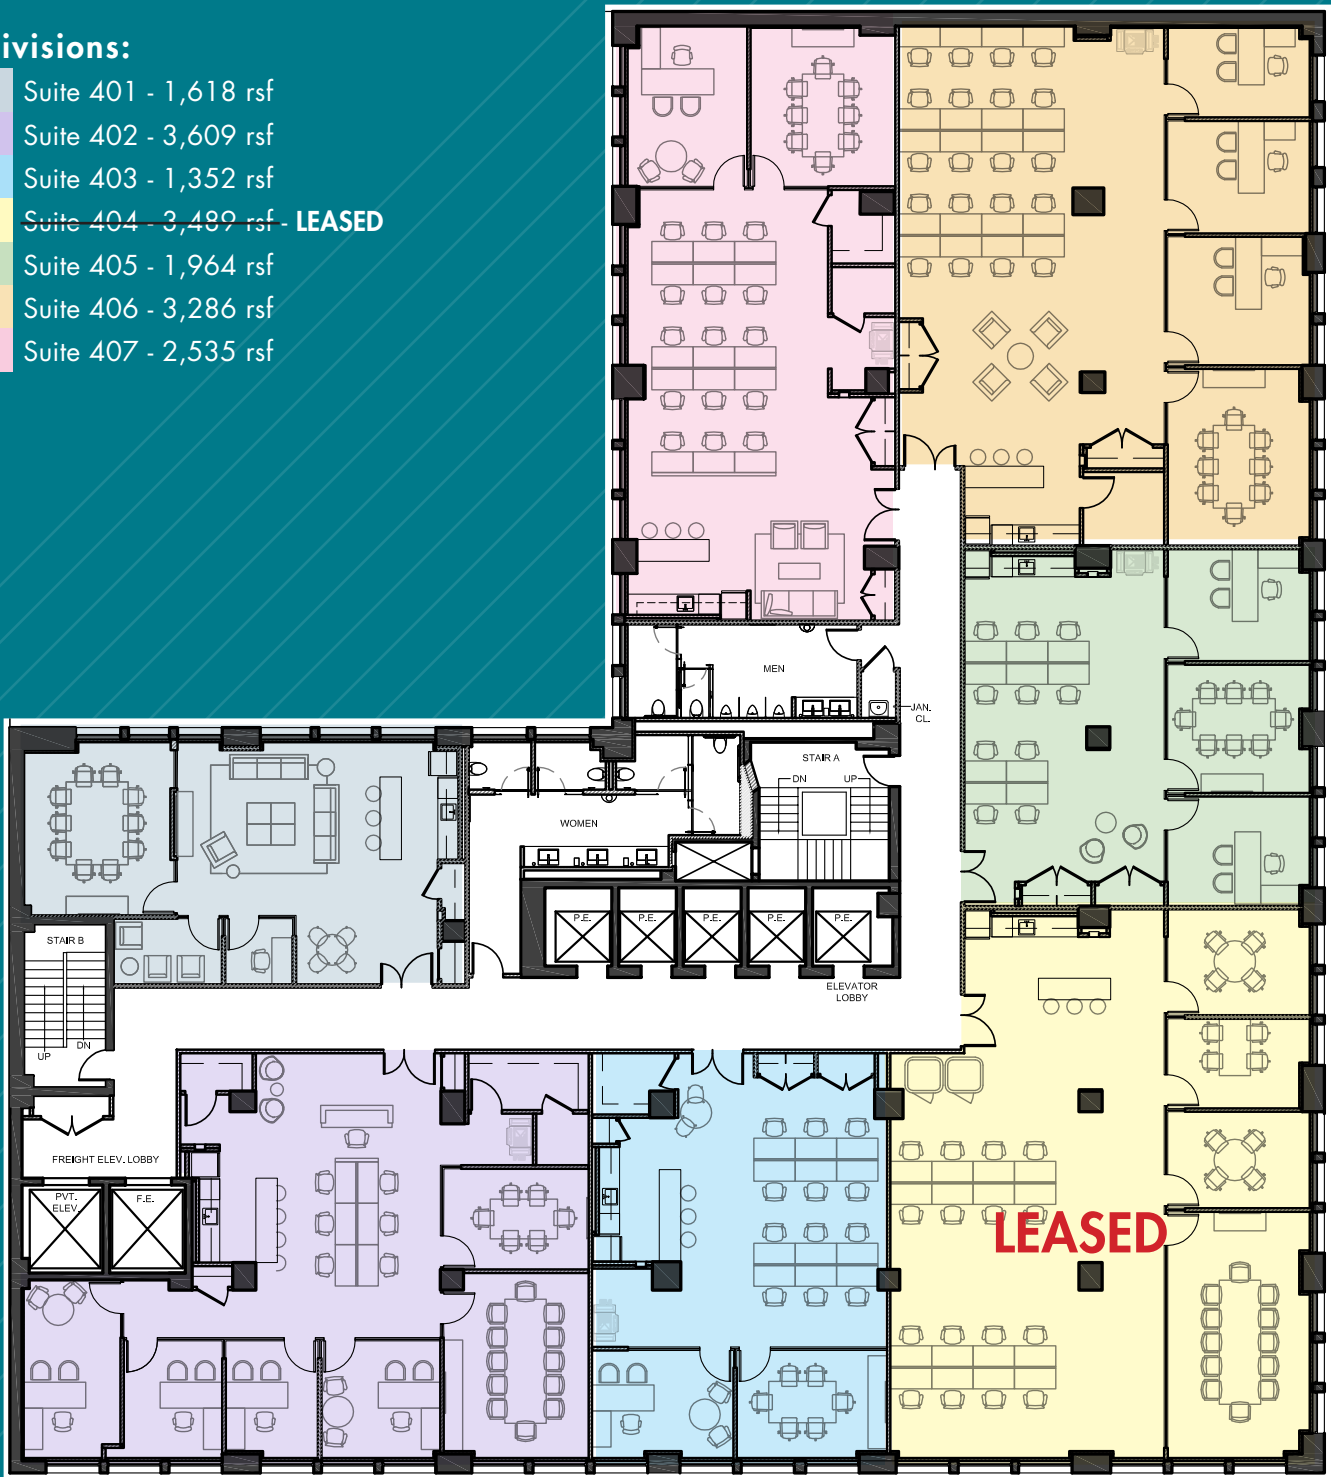 ivisions:
Suite 401 - 1,618 rsf
Suite 402 - 3,609 rsf
Suite 403 - 1,352 rsf
Suite 404 - 3,489 rsf - LEASED
Suite 405 - 1,964 rsf
Suite 406 - 3,286 rsf
Suite 407 - 2,535 rsf
MEN
JAN.
CL.
STAIR A
DN UP
WOMEN
P.E. P.E. P.E. P.E. P.E.
STAIR B
ELEVATOR
LOBBY
UP DN
FREIGHT ELEV. LOBBY
PVT.
ELEV.
F.E.
LEASED